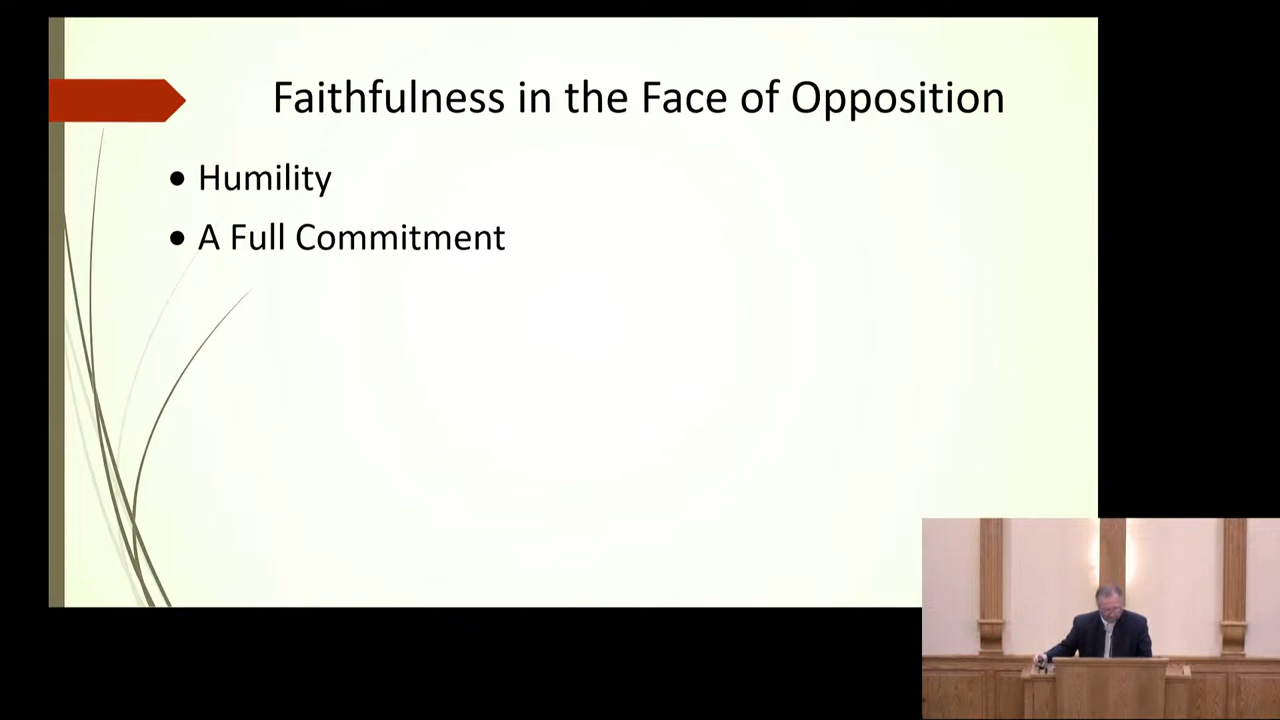 Faithfulness in the Face of Opposition
• Humility
• A Full Commitment